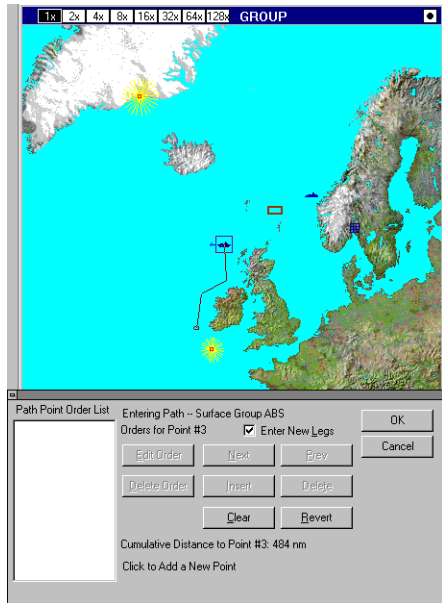 1x 2x 4x 8x 16x 32x 64x 128x GROUP
Path Point Order List
Entering Path -- Surface Group ABS
OK
Orders for Point #3
Enter New Legs
Cancel
Edit Order
Next
Prev
Delete Order
Insert
Delete
Clear
Revert
Cumulative Distance to Point #3: 484 nm
Click to Add a New Point